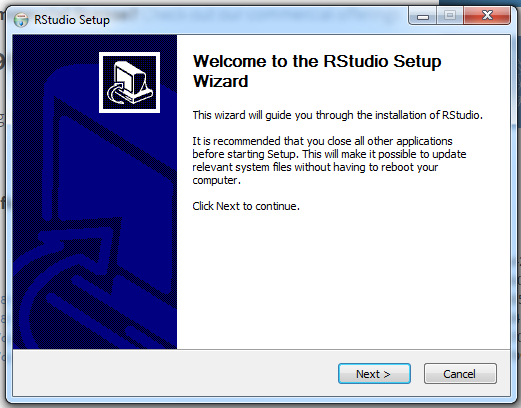 RStudio Setup
Welcome to the RStudio Setup
Wizard
This wizard will guide you through the installation of RStudio.
It is recommended that you close all other applications
before starting Setup. This will make it possible to update
relevant system files without having to reboot your
computer.
Click Next to continue.
Next >
Cancel